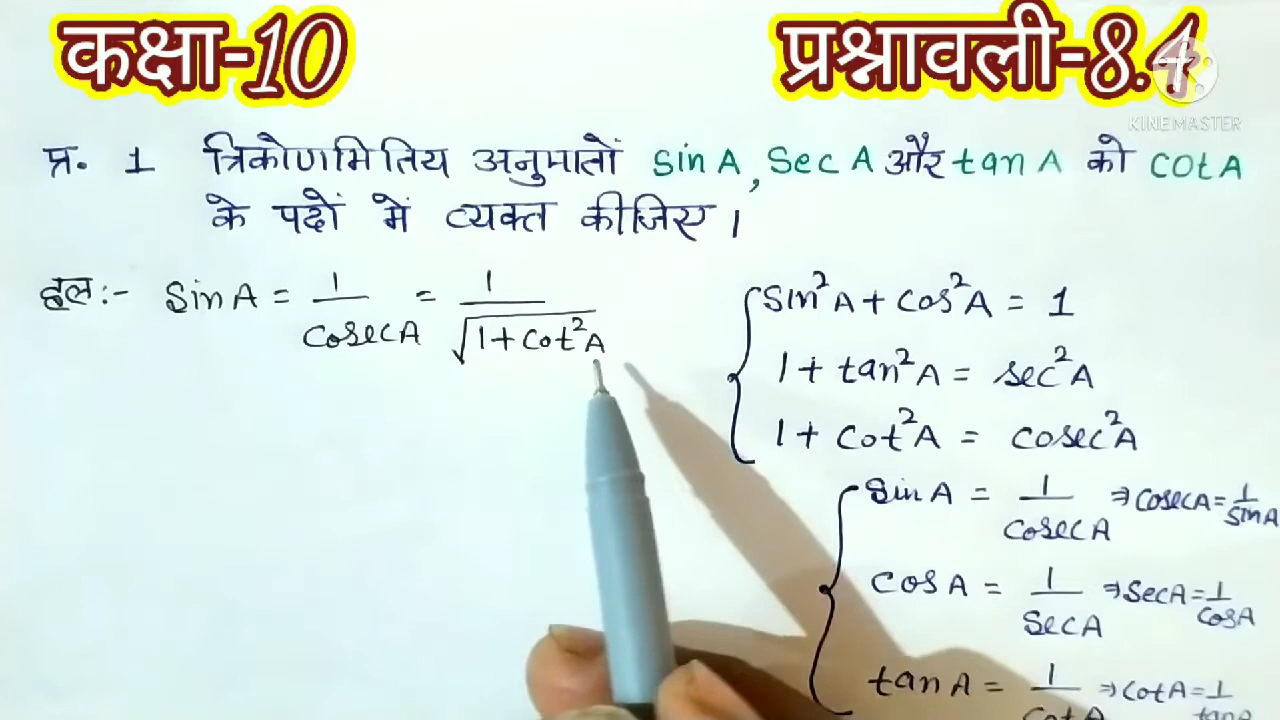 कक्षा-10
प्रश्नावली-8.4
KINEMASTER
प्र. 1 त्रिकोणमितिय अनुमातों sin A, Sec A और tan A को cot A
के पदों में व्यक्त कीजिए।
हल:- sin A = 1/cosec A = 1/√(1+cot²A)
sin²A + cos²A = 1
1 + tan²A = sec²A
1 + cot²A = cosec²A
sin A = 1/cosec A ⇒ cosec A = 1/sin A
cos A = 1/sec A ⇒ sec A = 1/cos A
tan A = 1/cot A ⇒ cot A = 1/tan